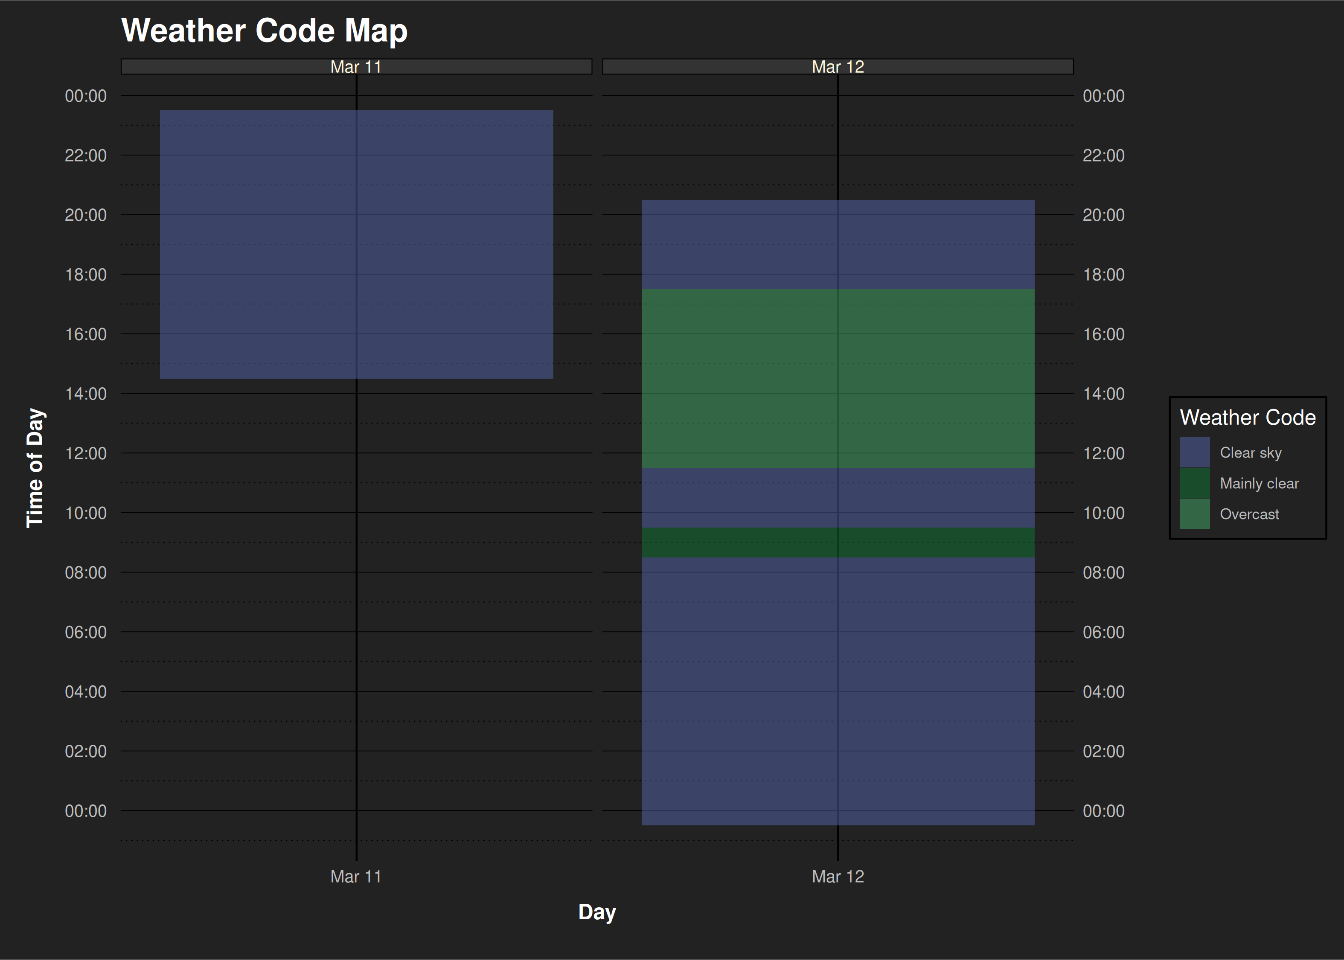 Weather Code Map
Mar 11
Mar 12
00:00
22:00
20:00
18:00
16:00
14:00
12:00
10:00
08:00
06:00
04:00
02:00
00:00
Time of Day
00:00
22:00
20:00
18:00
16:00
14:00
12:00
10:00
08:00
06:00
04:00
02:00
00:00
Mar 11
Mar 12
Day
Weather Code
Clear sky
Mainly clear
Overcast